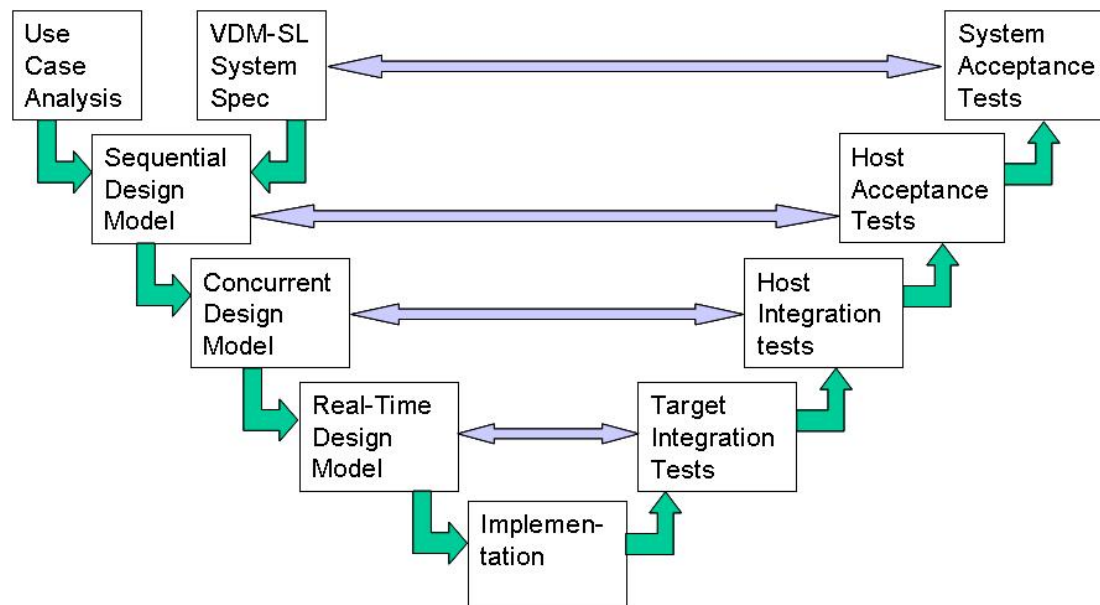 Use
Case
Analysis
VDM-SL
System
Spec
System
Acceptance
Tests
Sequential
Design
Model
Host
Acceptance
Tests
Concurrent
Design
Model
Host
Integration
tests
Real-Time
Design
Model
Target
Integration
Tests
Implemen-
tation